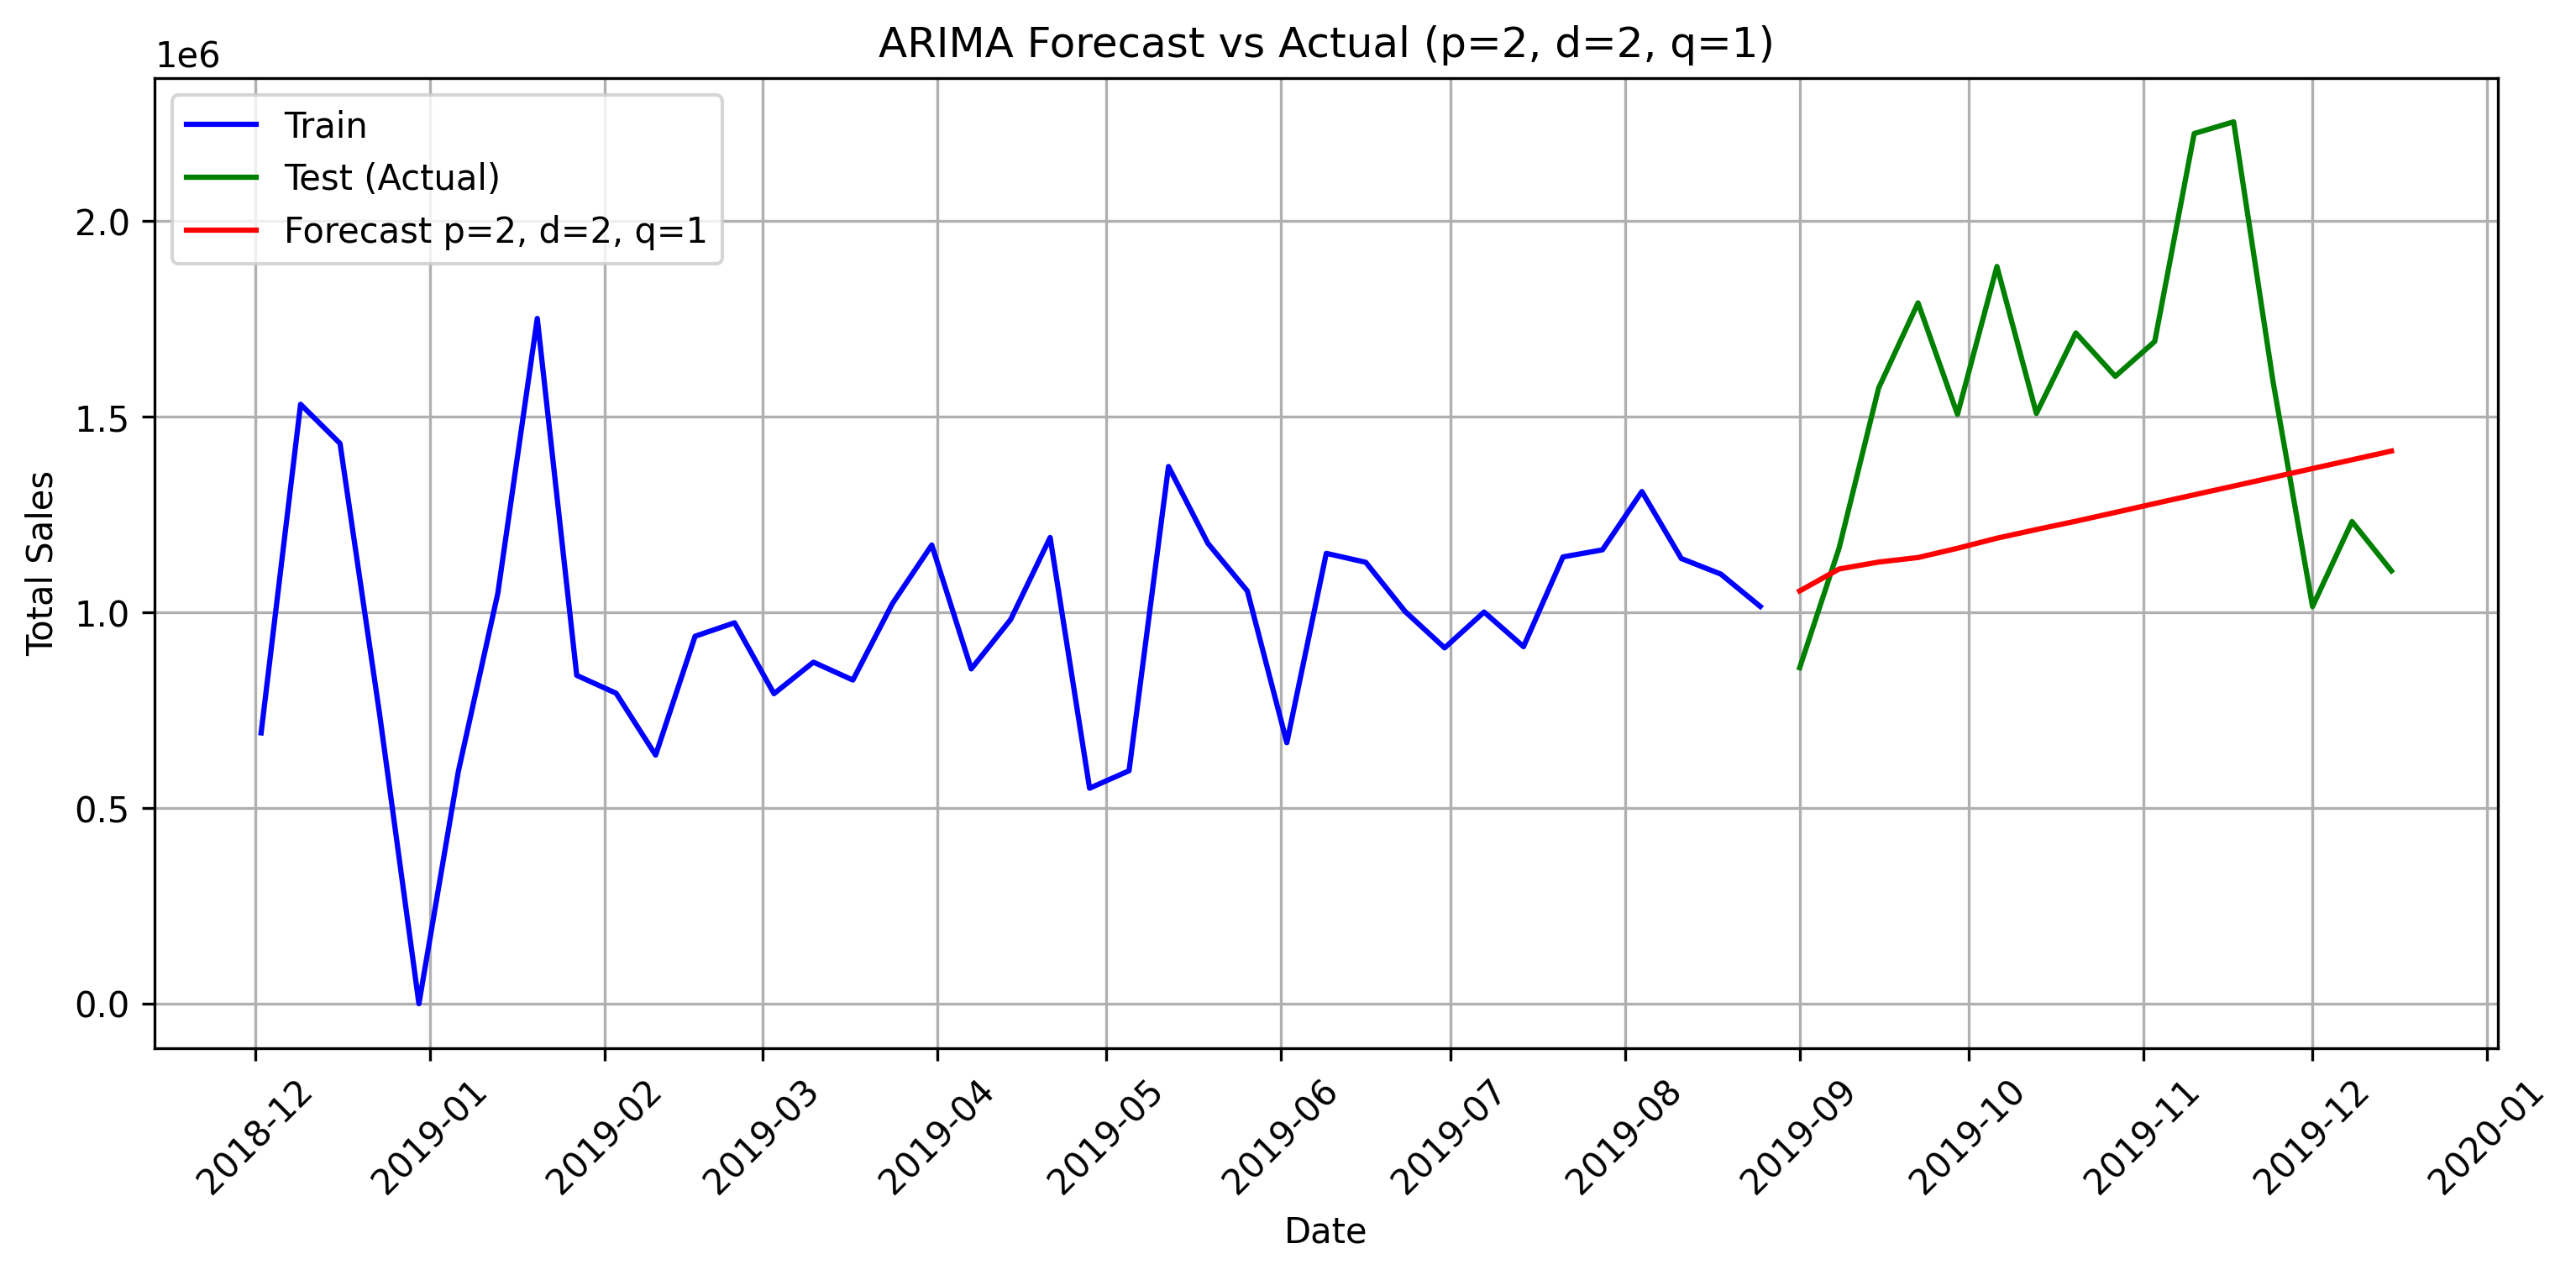 ARIMA Forecast vs Actual (p=2, d=2, q=1)
1e6
Train
Test (Actual)
Forecast p=2, d=2, q=1
2.0
1.5
1.0
0.5
0.0
Total Sales
2018-12
2019-01
2019-02
2019-03
2019-04
2019-05
2019-06
2019-07
2019-08
2019-09
2019-10
2019-11
2019-12
2020-01
Date